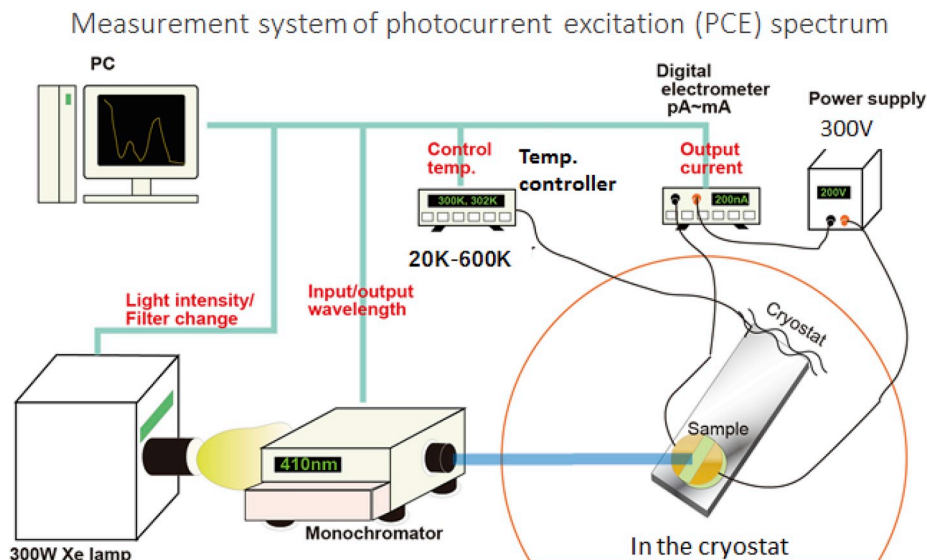 Measurement system of photocurrent excitation (PCE) spectrum
PC
Digital
electrometer
pA~mA
Power supply
300V
Control
temp.
Temp.
controller
Output
current
300K, 302K
200nA
200V
20K-600K
Light intensity/
Filter change
Input/output
wavelength
Cryostat
Sample
410nm
Monochromator
300W Xe lamp
In the cryostat